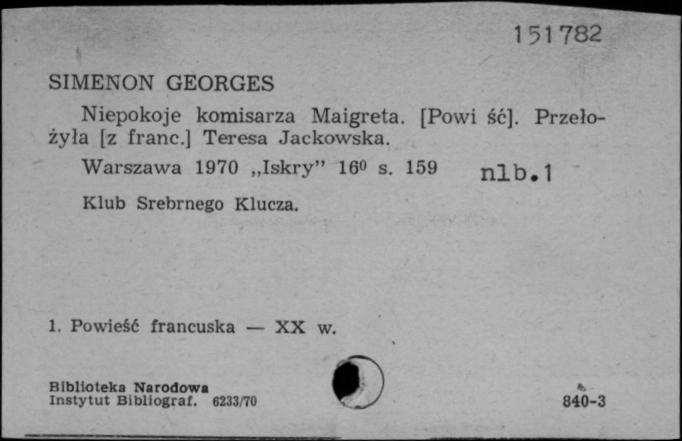 151782
SIMENON GEORGES
Niepokoje komisarza Maigreta. [Powi ść]. Przeło-
żyła [z franc.] Teresa Jackowska.
Warszawa 1970 „Iskry” 16⁰ s. 159 nlb.1
Klub Srebrnego Klucza.
1. Powieść francuska — XX w.
Biblioteka Narodowa
Instytut Bibliograf. 6233/70
840-3